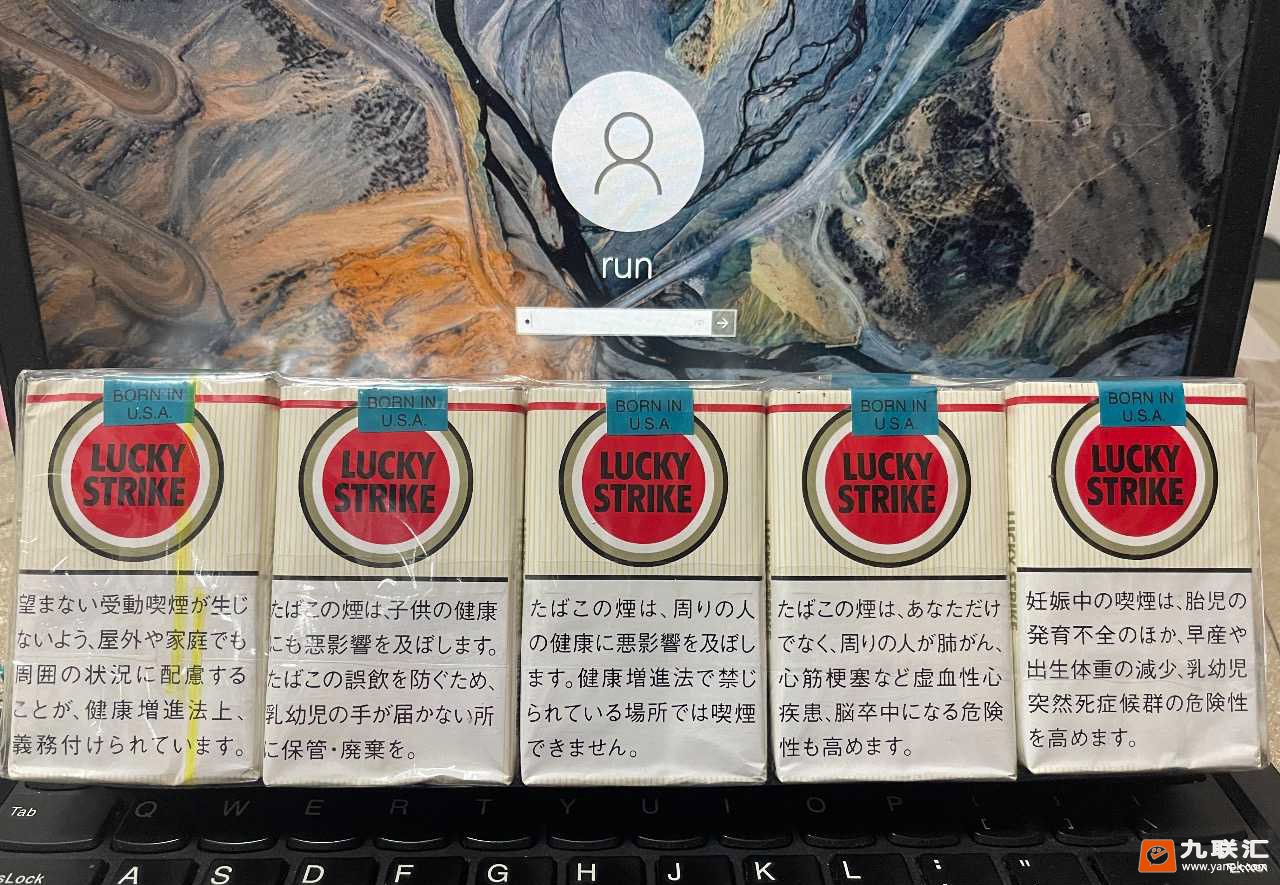 run
BORN IN
U.S.A.
LUCKY
STRIKE
望まない受動喫煙が生じ
ないよう、屋外や家庭でも
周囲の状況に配慮する
ことが、健康増進法上、
義務付けられています。
BORN IN
U.S.A.
LUCKY
STRIKE
たばこの煙は、子供の健康
にも悪影響を及ぼします。
たばこの誤飲を防ぐため、
乳幼児の手が届かない所
に保管・廃棄を。
BORN IN
U.S.A.
LUCKY
STRIKE
たばこの煙は、周りの人
の健康に悪影響を及ぼし
ます。健康増進法で禁じ
られている場所では喫煙
できません。
BORN IN
U.S.A.
LUCKY
STRIKE
たばこの煙は、あなただけ
でなく、周りの人が肺がん、
心筋梗塞など虚血性心
疾患、脳卒中になる危険
性も高めます。
BORN IN
U.S.A.
LUCKY
STRIKE
妊娠中の喫煙は、胎児の
発育不全のほか、早産や
出生体重の減少、乳幼児
突然死症候群の危険性
を高めます。
Tab
Q W E R T Y U I O P [ ] \
sLock A S D F G H J K L ; "
九联汇